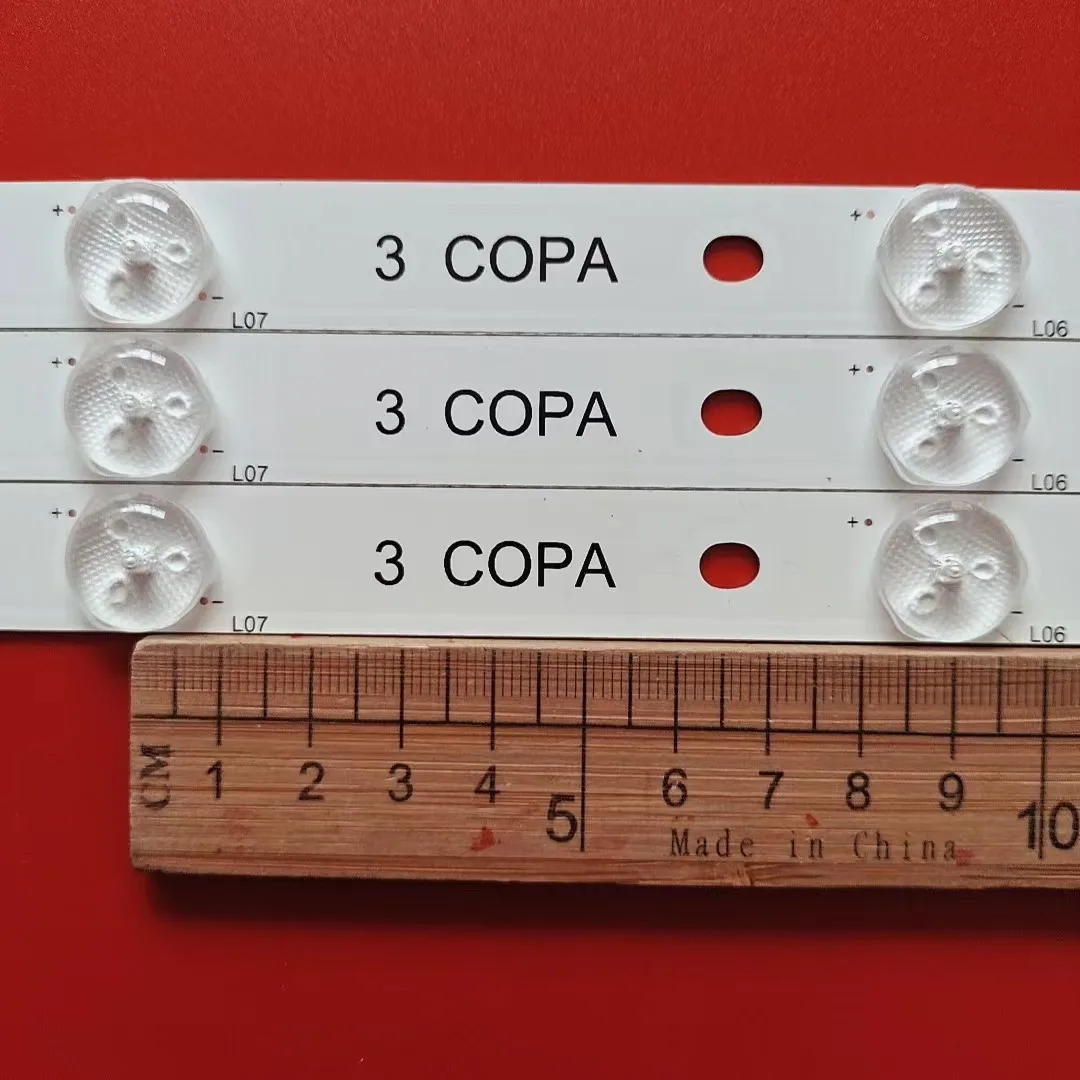 + 3 COPA +
- L07 - L06
+ 3 COPA +
- L07 - L06
+ 3 COPA +
- L07 - L06
CM 1 2 3 4 5 6 7 8 9 10
Made in China